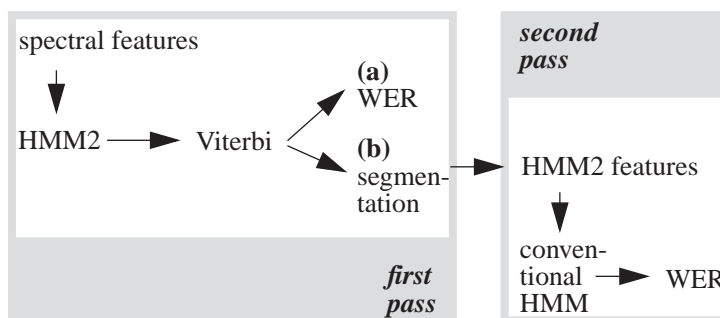 spectral features
HMM2
Viterbi
(a)
WER
(b)
segmen-
tation
first
pass
second
pass
HMM2 features
conven-
tional
HMM
WER